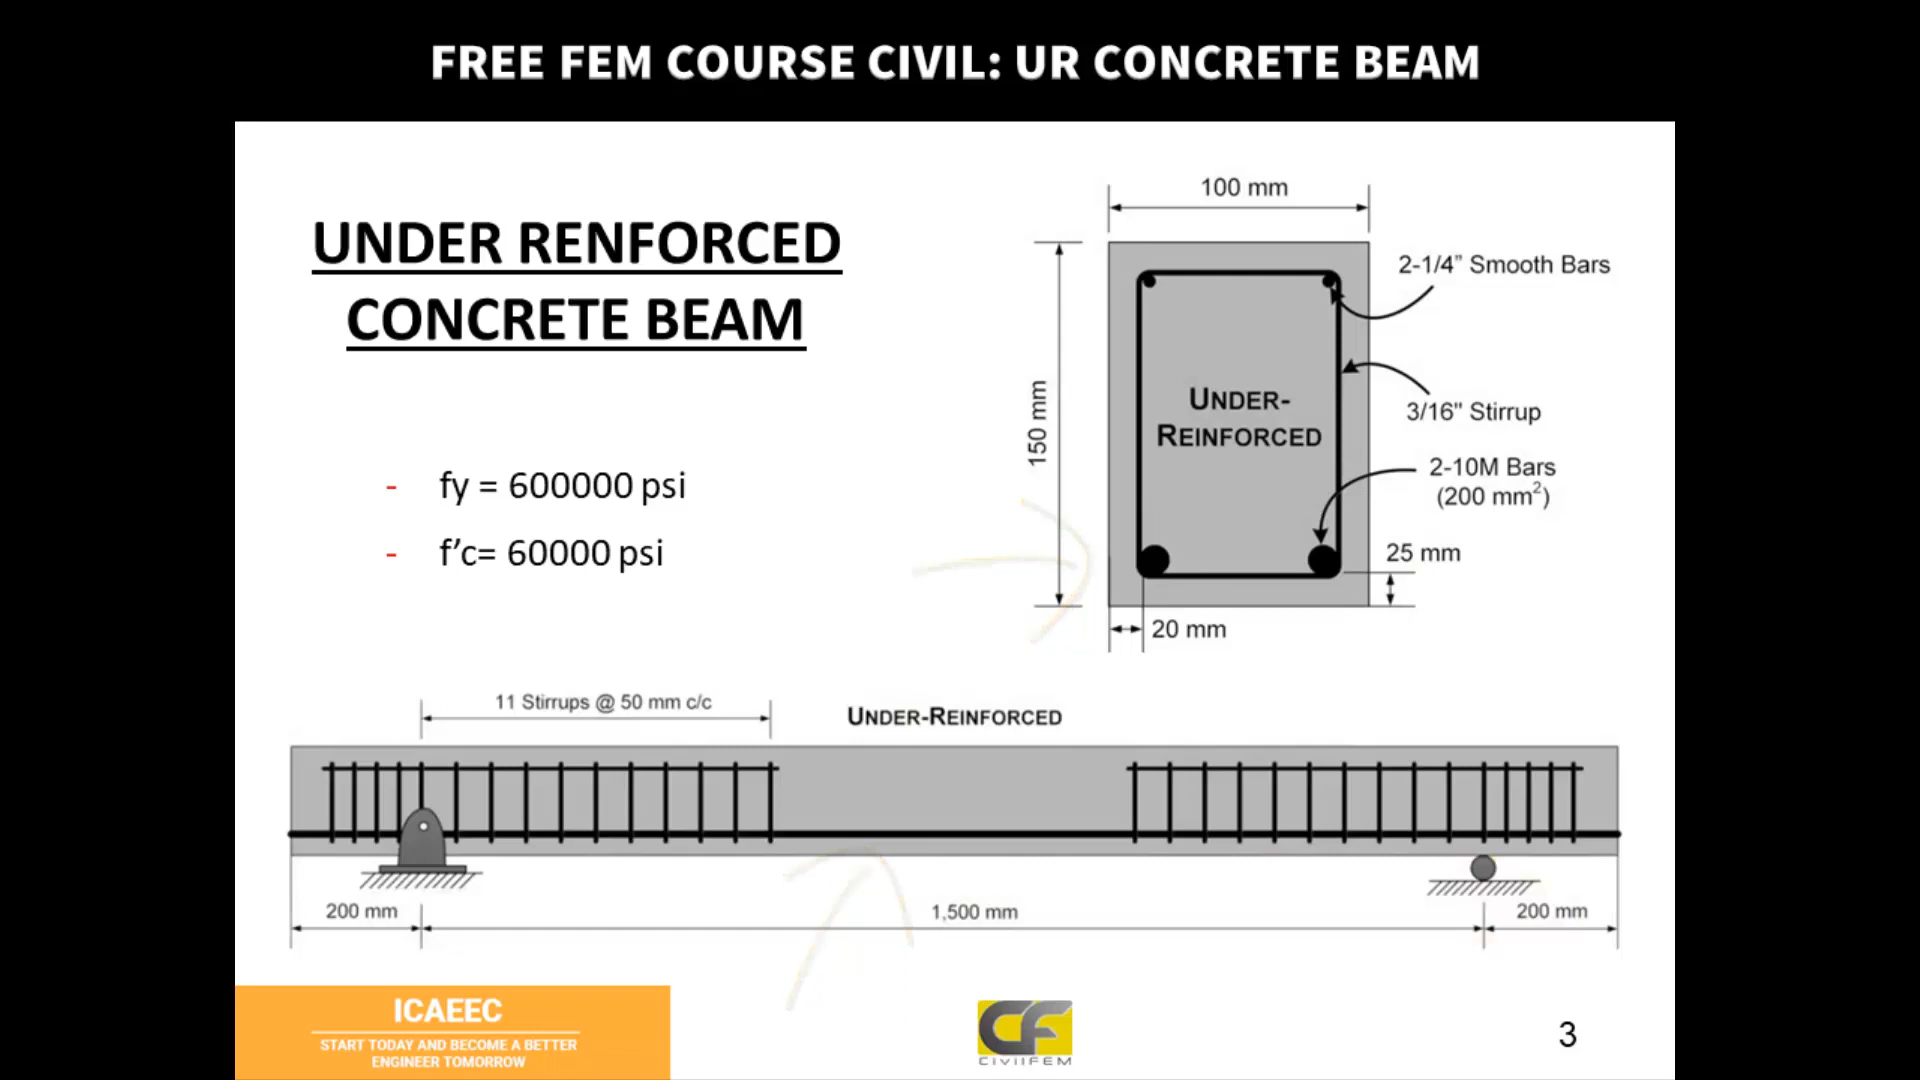 FREE FEM COURSE CIVIL: UR CONCRETE BEAM
UNDER RENFORCED
CONCRETE BEAM
- fy = 600000 psi
- f’c= 60000 psi
100 mm
150 mm
2-1/4” Smooth Bars
UNDER-
REINFORCED
3/16" Stirrup
2-10M Bars
(200 mm²)
25 mm
20 mm
11 Stirrups @ 50 mm c/c
UNDER-REINFORCED
200 mm
1,500 mm
200 mm
ICAEEC
START TODAY AND BECOME A BETTER
ENGINEER TOMORROW
CF
CIVILFEM
3